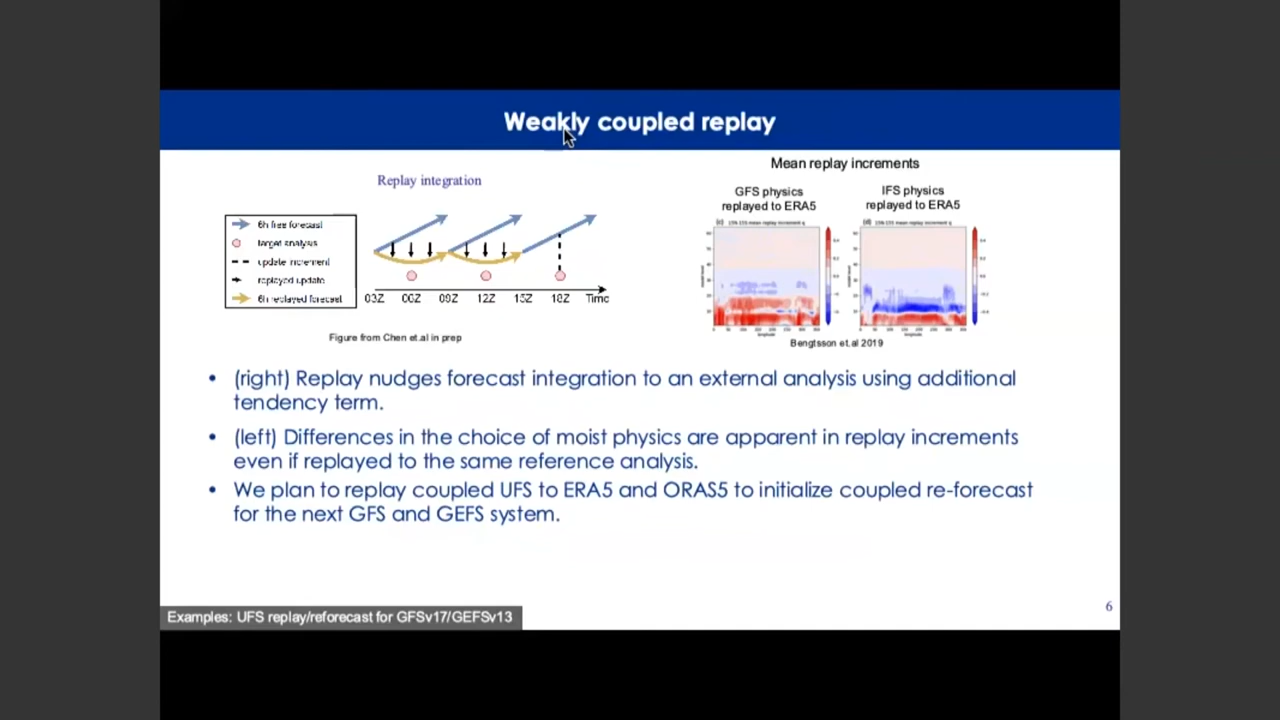 Weakly coupled replay
Replay integration
6h free forecast
target analysis
update increment
replayed update
6h replayed forecast
03Z 06Z 09Z 12Z 15Z 18Z Time
Figure from Chen et.al in prep
Mean replay increments
GFS physics
replayed to ERA5
IFS physics
replayed to ERA5
(c)
(d)
longitude
longitude
Bengtsson et.al 2019
• (right) Replay nudges forecast integration to an external analysis using additional
tendency term.
• (left) Differences in the choice of moist physics are apparent in replay increments
even if replayed to the same reference analysis.
• We plan to replay coupled UFS to ERA5 and ORAS5 to initialize coupled re-forecast
for the next GFS and GEFS system.
6
Examples: UFS replay/reforecast for GFSv17/GEFSv13